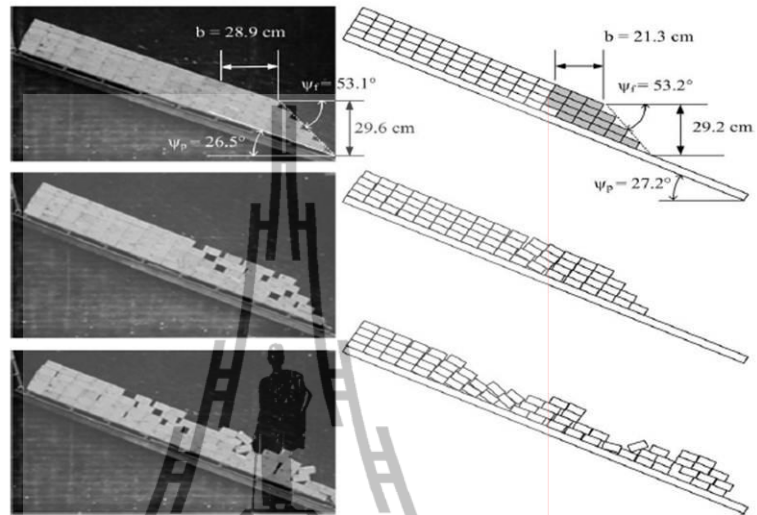 b = 28.9 cm
ψf = 53.1°
29.6 cm
ψp = 26.5°
b = 21.3 cm
ψf = 53.2°
29.2 cm
ψp = 27.2°